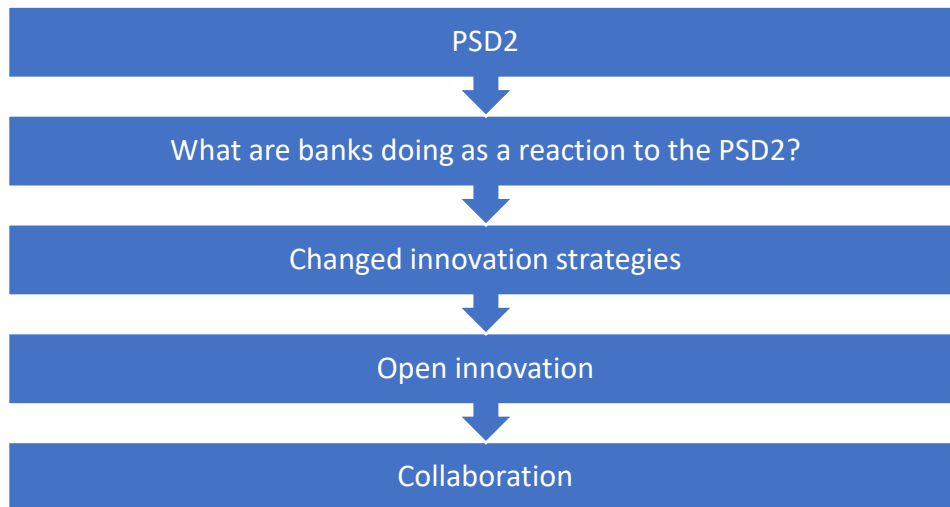 PSD2
What are banks doing as a reaction to the PSD2?
Changed innovation strategies
Open innovation
Collaboration